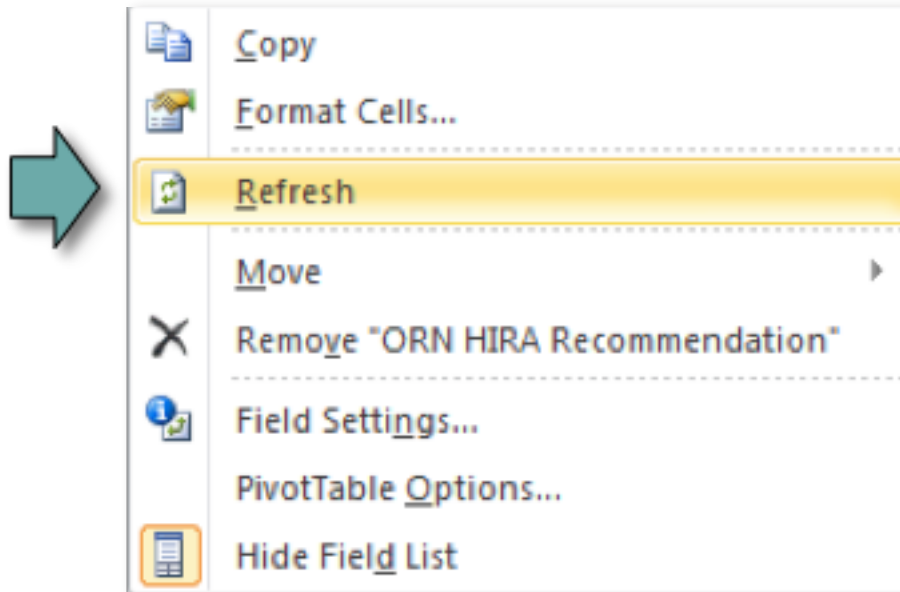 Copy
Format Cells...
Refresh
Move
Remove "ORN HIRA Recommendation"
Field Settings...
PivotTable Options...
Hide Field List